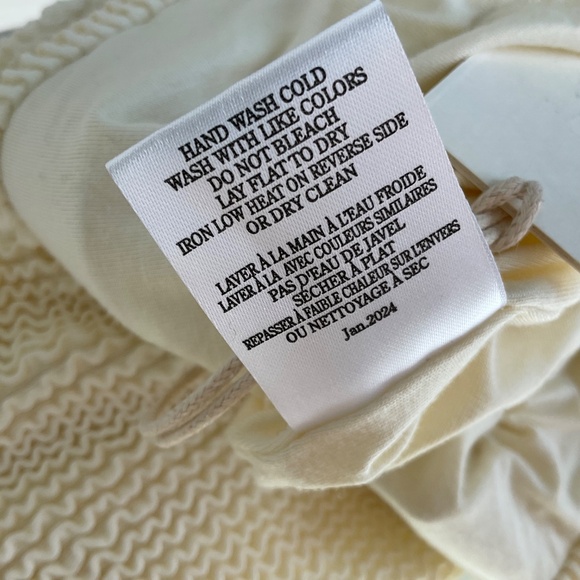 HAND WASH COLD
WASH WITH LIKE COLORS
DO NOT BLEACH
LAY FLAT TO DRY
IRON LOW HEAT ON REVERSE SIDE
OR DRY CLEAN
LAVER À LA MAIN À L'EAU FROIDE
LAVER À LA AVEC COULEURS SIMILAIRES
PAS D'EAU DE JAVEL
SÉCHER À PLAT
REPASSER À FAIBLE CHALEUR SUR L'ENVERS
OU NETTOYAGE À SEC
Jan.2024